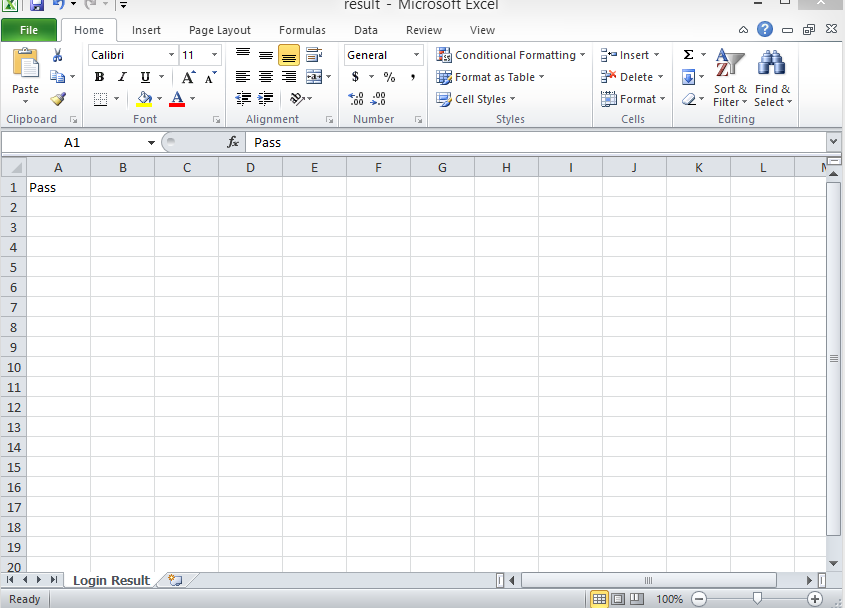 result - Microsoft Excel
File Home Insert Page Layout Formulas Data Review View
Calibri 11 General Conditional Formatting Insert Σ
B I U A A $ % , Format as Table Delete
Paste Cell Styles Format Sort & Filter Find & Select
A .00 .00
Clipboard Font Alignment Number Styles Cells Editing
A1 fx Pass
A B C D E F G H I J K L
1 Pass
2
3
4
5
6
7
8
9
10
11
12
13
14
15
16
17
18
19
20
Login Result
Ready 100%